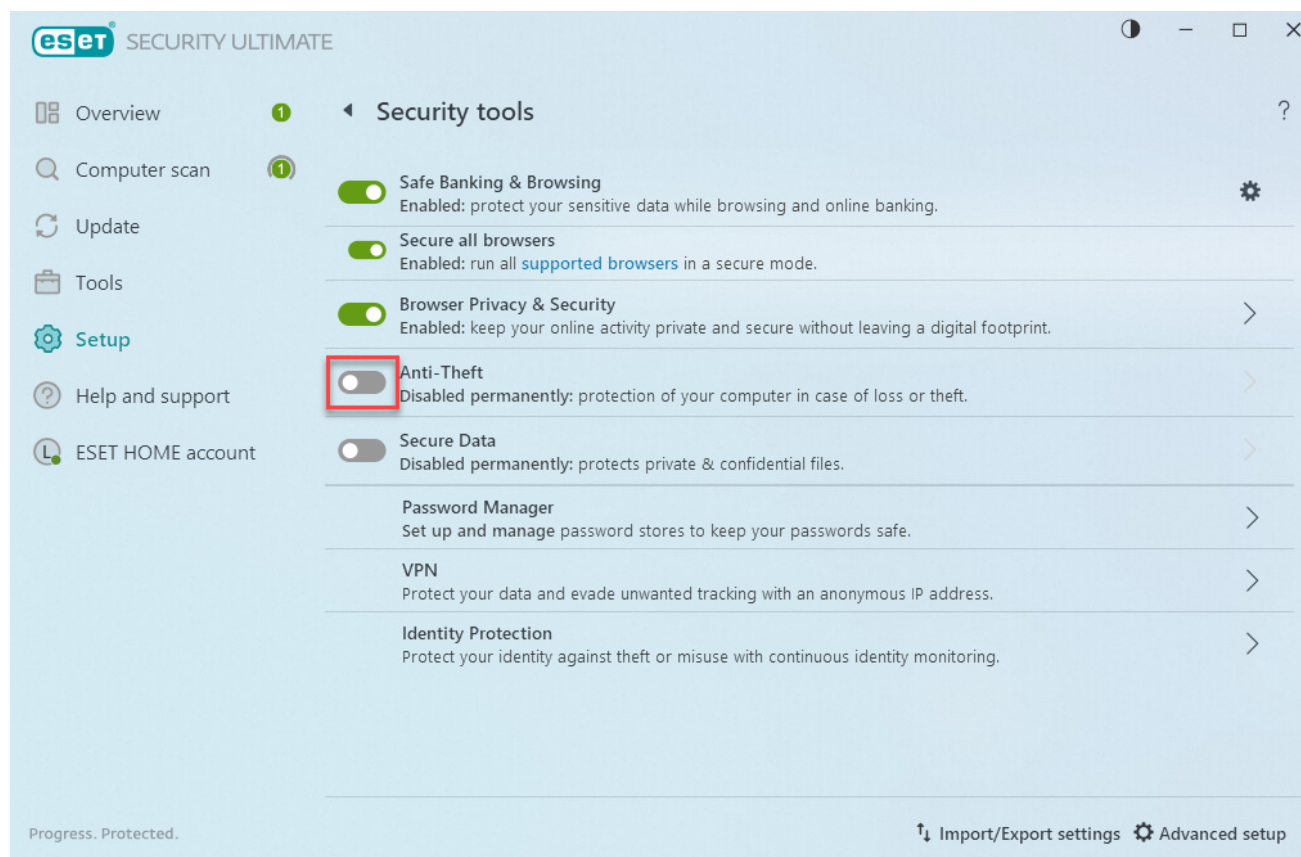 eset® SECURITY ULTIMATE
Overview 1
Computer scan 1
Update
Tools
Setup
Help and support
L ESET HOME account
Security tools ?
Safe Banking & Browsing
Enabled: protect your sensitive data while browsing and online banking.
Secure all browsers
Enabled: run all supported browsers in a secure mode.
Browser Privacy & Security
Enabled: keep your online activity private and secure without leaving a digital footprint.
Anti-Theft
Disabled permanently: protection of your computer in case of loss or theft.
Secure Data
Disabled permanently: protects private & confidential files.
Password Manager
Set up and manage password stores to keep your passwords safe.
VPN
Protect your data and evade unwanted tracking with an anonymous IP address.
Identity Protection
Protect your identity against theft or misuse with continuous identity monitoring.
Progress. Protected.
Import/Export settings Advanced setup